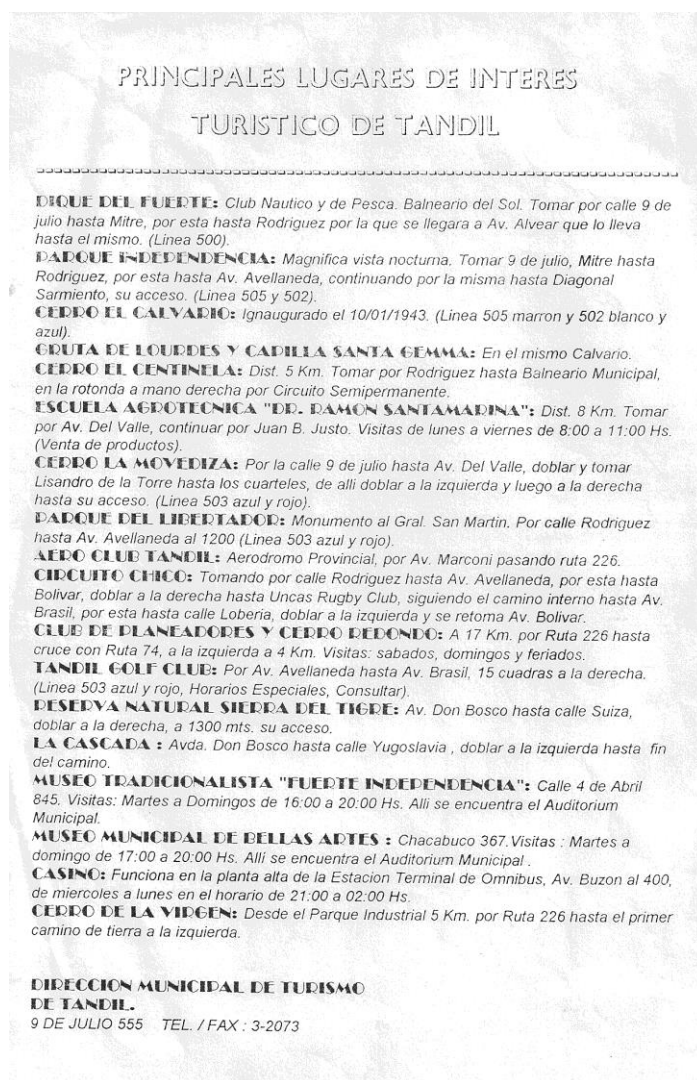 PRINCIPALES LUGARES DE INTERES
TURISTICO DE TANDIL
DIQUE DEL FUERTE: Club Nautico y de Pesca. Balneario del Sol. Tomar por calle 9 de
julio hasta Mitre, por esta hasta Rodriguez por la que se llegara a Av. Alvear que lo lleva
hasta el mismo. (Linea 500).
PARQUE INDEPENDENCIA: Magnifica vista nocturna. Tomar 9 de julio, Mitre hasta
Rodriguez, por esta hasta Av. Avellaneda, continuando por la misma hasta Diagonal
Sarmiento, su acceso. (Linea 505 y 502).
CERRO EL CALVARIO: Ignaugurado el 10/01/1943. (Linea 505 marron y 502 blanco y
azul).
GRUTA DE LOURDES Y CAPILLA SANTA GEMMA: En el mismo Calvario.
CERRO EL CENTINELA: Dist. 5 Km. Tomar por Rodriguez hasta Balneario Municipal,
en la rotonda a mano derecha por Circuito Semipermanente.
ESCUELA AGROTECNICA "DR. RAMON SANTAMARINA": Dist. 8 Km. Tomar
por Av. Del Valle, continuar por Juan B. Justo. Visitas de lunes a viernes de 8:00 a 11:00 Hs.
(Venta de productos).
CERRO LA MOVEDIZA: Por la calle 9 de julio hasta Av. Del Valle, doblar y tomar
Lisandro de la Torre hasta los cuarteles, de alli doblar a la izquierda y luego a la derecha
hasta su acceso. (Linea 503 azul y rojo).
PARQUE DEL LIBERTADOR: Monumento al Gral. San Martin. Por calle Rodriguez
hasta Av. Avellaneda al 1200 (Linea 503 azul y rojo).
AERO CLUB TANDIL: Aerodromo Provincial, por Av. Marconi pasando ruta 226.
CIRCUITO CHICO: Tomando por calle Rodriguez hasta Av. Avellaneda, por esta hasta
Bolivar, doblar a la derecha hasta Uncas Rugby Club, siguiendo el camino interno hasta Av.
Brasil, por esta hasta calle Loberia, doblar a la izquierda y se retoma Av. Bolivar.
CLUB DE PLANEADORES Y CERRO REDONDO: A 17 Km. por Ruta 226 hasta
cruce con Ruta 74, a la izquierda a 4 Km. Visitas: sabados, domingos y feriados.
TANDIL GOLF CLUB: Por Av. Avellaneda hasta Av. Brasil, 15 cuadras a la derecha.
(Linea 503 azul y rojo, Horarios Especiales, Consultar).
RESERVA NATURAL SIERRA DEL TIGRE: Av. Don Bosco hasta calle Suiza,
doblar a la derecha, a 1300 mts. su acceso.
LA CASCADA : Avda. Don Bosco hasta calle Yugoslavia , doblar a la izquierda hasta fin
del camino.
MUSEO TRADICIONALISTA "FUERTE INDEPENDENCIA": Calle 4 de Abril
845. Visitas: Martes a Domingos de 16:00 a 20:00 Hs. Alli se encuentra el Auditorium
Municipal.
MUSEO MUNICIPAL DE BELLAS ARTES : Chacabuco 367.Visitas : Martes a
domingo de 17:00 a 20:00 Hs. Alli se encuentra el Auditorium Municipal .
CASINO: Funciona en la planta alta de la Estacion Terminal de Omnibus, Av. Buzon al 400,
de miercoles a lunes en el horario de 21:00 a 02:00 Hs.
CERRO DE LA VIRGEN: Desde el Parque Industrial 5 Km. por Ruta 226 hasta el primer
camino de tierra a la izquierda.
DIRECCION MUNICIPAL DE TURISMO
DE TANDIL.
9 DE JULIO 555 TEL. / FAX : 3-2073